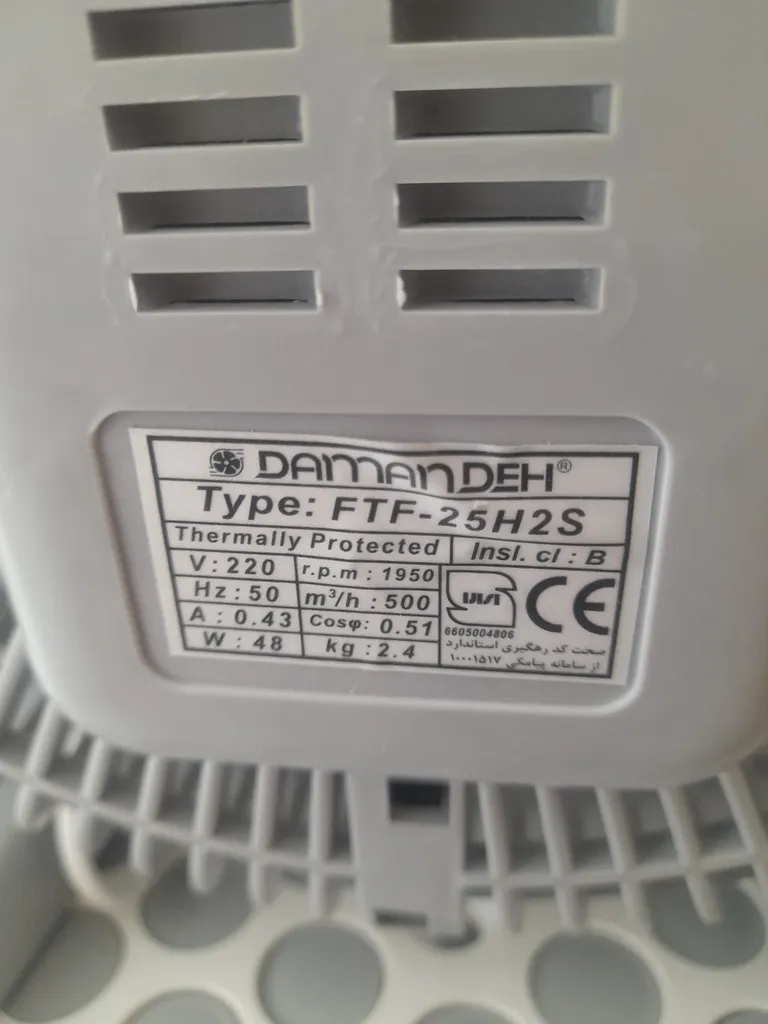 DAMANDEH®
Type: FTF-25H2S
Thermally Protected
Insl. cl : B
V : 220
r.p.m : 1950
Hz : 50
m³/h : 500
A : 0.43
Cosφ: 0.51
W : 48
kg : 2.4
CE
6605004806
صحت کد رهگیری استاندارد
از سامانه پیامکی ۱۰۰۰۱۵۱۷